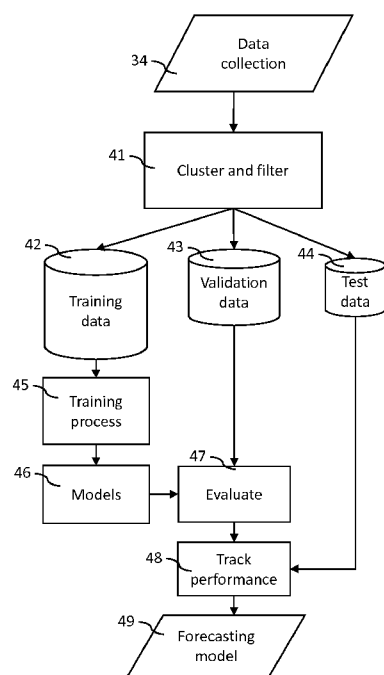 34
Data
collection
41
Cluster and filter
42
Training
data
43
Validation
data
44
Test
data
45
Training
process
46
Models
47
Evaluate
48
Track
performance
49
Forecasting
model